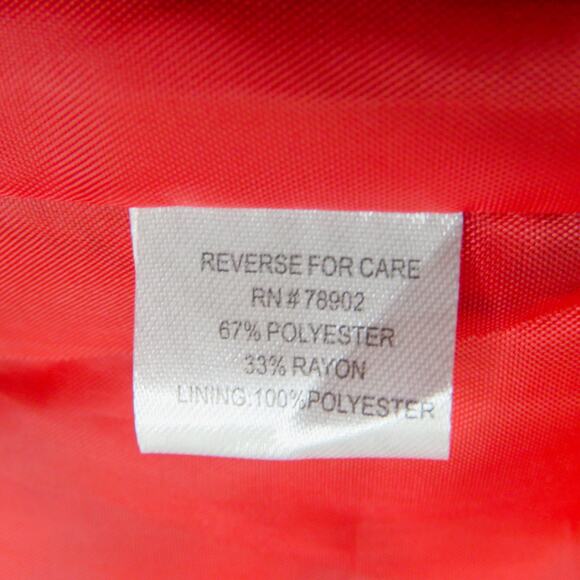 REVERSE FOR CARE
RN # 78902
67% POLYESTER
33% RAYON
LINING:100%POLYESTER